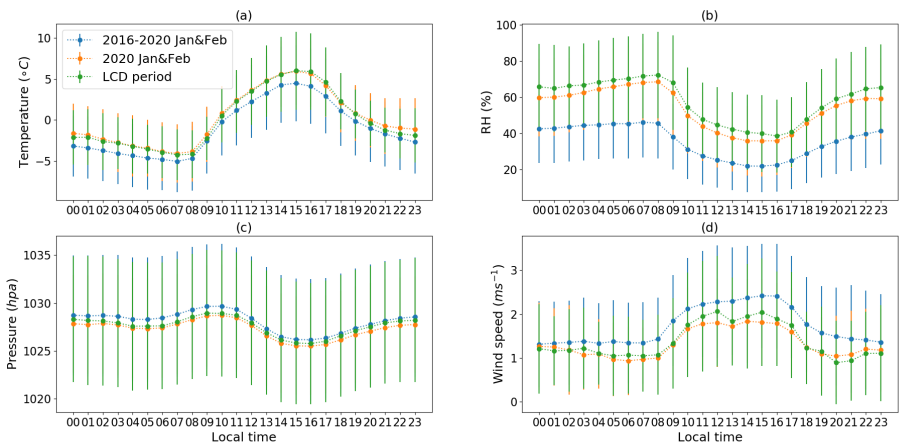 (a)
Temperature (∘C)
10
5
0
−5
2016-2020 Jan&Feb
2020 Jan&Feb
LCD period
00 01 02 03 04 05 06 07 08 09 10 11 12 13 14 15 16 17 18 19 20 21 22 23
(b)
RH (%)
100
80
60
40
20
00 01 02 03 04 05 06 07 08 09 10 11 12 13 14 15 16 17 18 19 20 21 22 23
(c)
Pressure (hpa)
1035
1030
1025
1020
00 01 02 03 04 05 06 07 08 09 10 11 12 13 14 15 16 17 18 19 20 21 22 23
Local time
(d)
Wind speed (ms⁻¹)
3
2
1
0
00 01 02 03 04 05 06 07 08 09 10 11 12 13 14 15 16 17 18 19 20 21 22 23
Local time